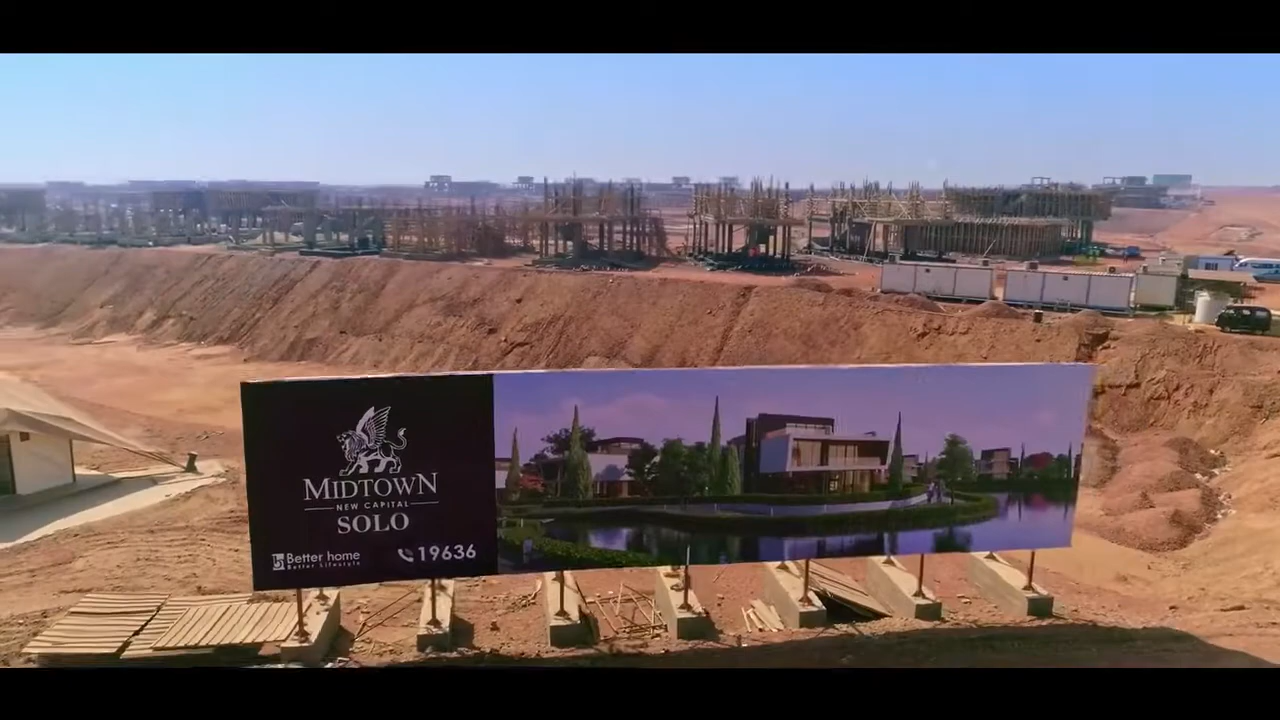 MIDTOWN
NEW CAPITAL
SOLO
Better home
Better Lifestyle
19636